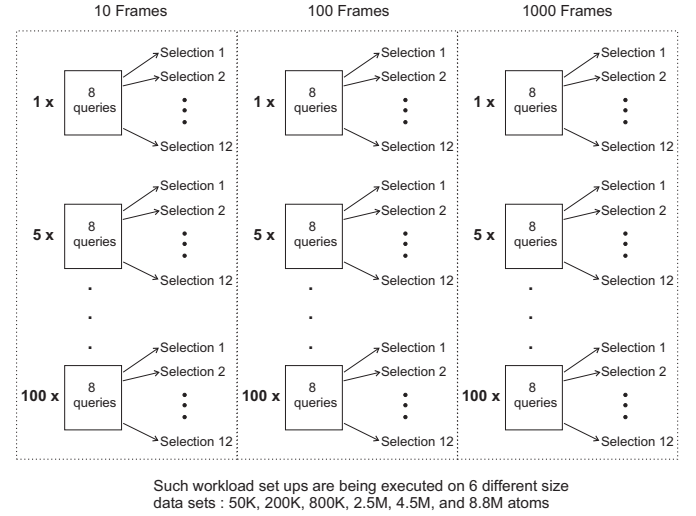 10 Frames
100 Frames
1000 Frames
Selection 1
Selection 2
1 x
8
queries
Selection 12
Selection 1
Selection 2
5 x
8
queries
Selection 12
Selection 1
Selection 2
100 x
8
queries
Selection 12
Selection 1
Selection 2
1 x
8
queries
Selection 12
Selection 1
Selection 2
5 x
8
queries
Selection 12
Selection 1
Selection 2
100 x
8
queries
Selection 12
Selection 1
Selection 2
1 x
8
queries
Selection 12
Selection 1
Selection 2
5 x
8
queries
Selection 12
Selection 1
Selection 2
100 x
8
queries
Selection 12
Such workload set ups are being executed on 6 different size
data sets : 50K, 200K, 800K, 2.5M, 4.5M, and 8.8M atoms